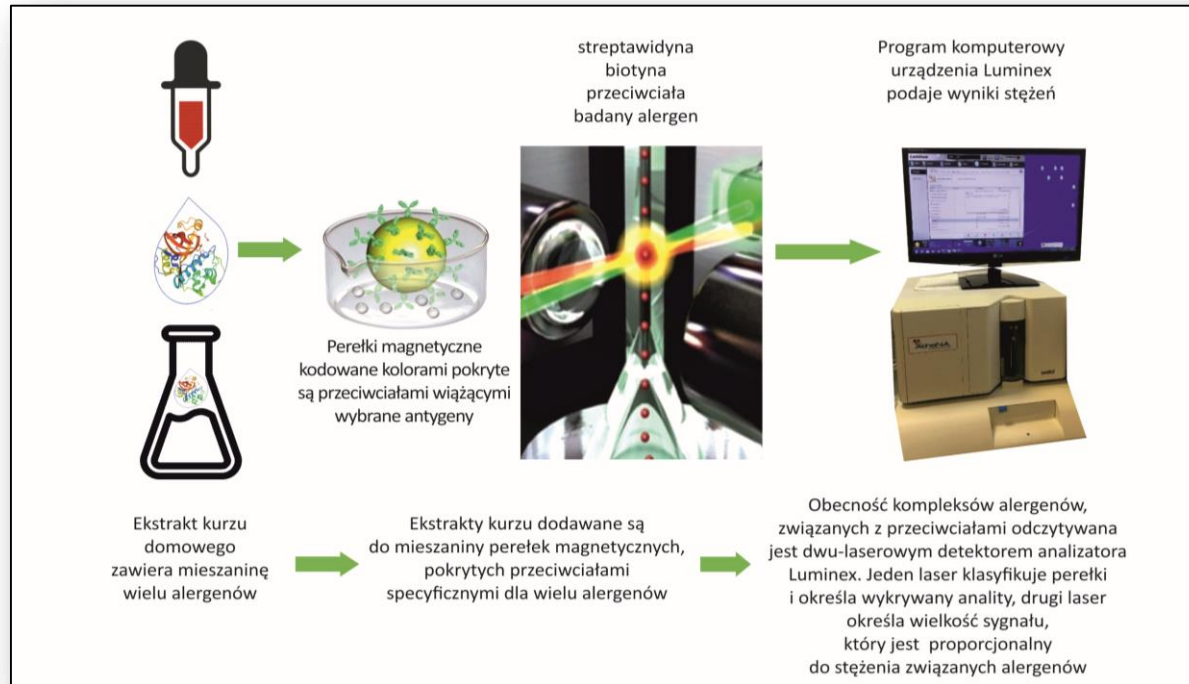 streptawidyna
biotyna
przeciwciała
badany alergen
Program komputerowy
urządzenia Luminex
podaje wyniki stężeń
Perełki magnetyczne
kodowane kolorami pokryte
są przeciwciałami wiążącymi
wybrane antygeny
Ekstrakt kurzu
domowego
zawiera mieszaninę
wielu alergenów
Ekstrakty kurzu dodawane są
do mieszaniny perełek magnetycznych,
pokrytych przeciwciałami
specyficznymi dla wielu alergenów
Obecność kompleksów alergenów,
związanych z przeciwciałami odczytywana
jest dwu-laserowym detektorem analizatora
Luminex. Jeden laser klasyfikuje perełki
i określa wykrywany anality, drugi laser
określa wielkość sygnału,
który jest proporcjonalny
do stężenia związanych alergenów